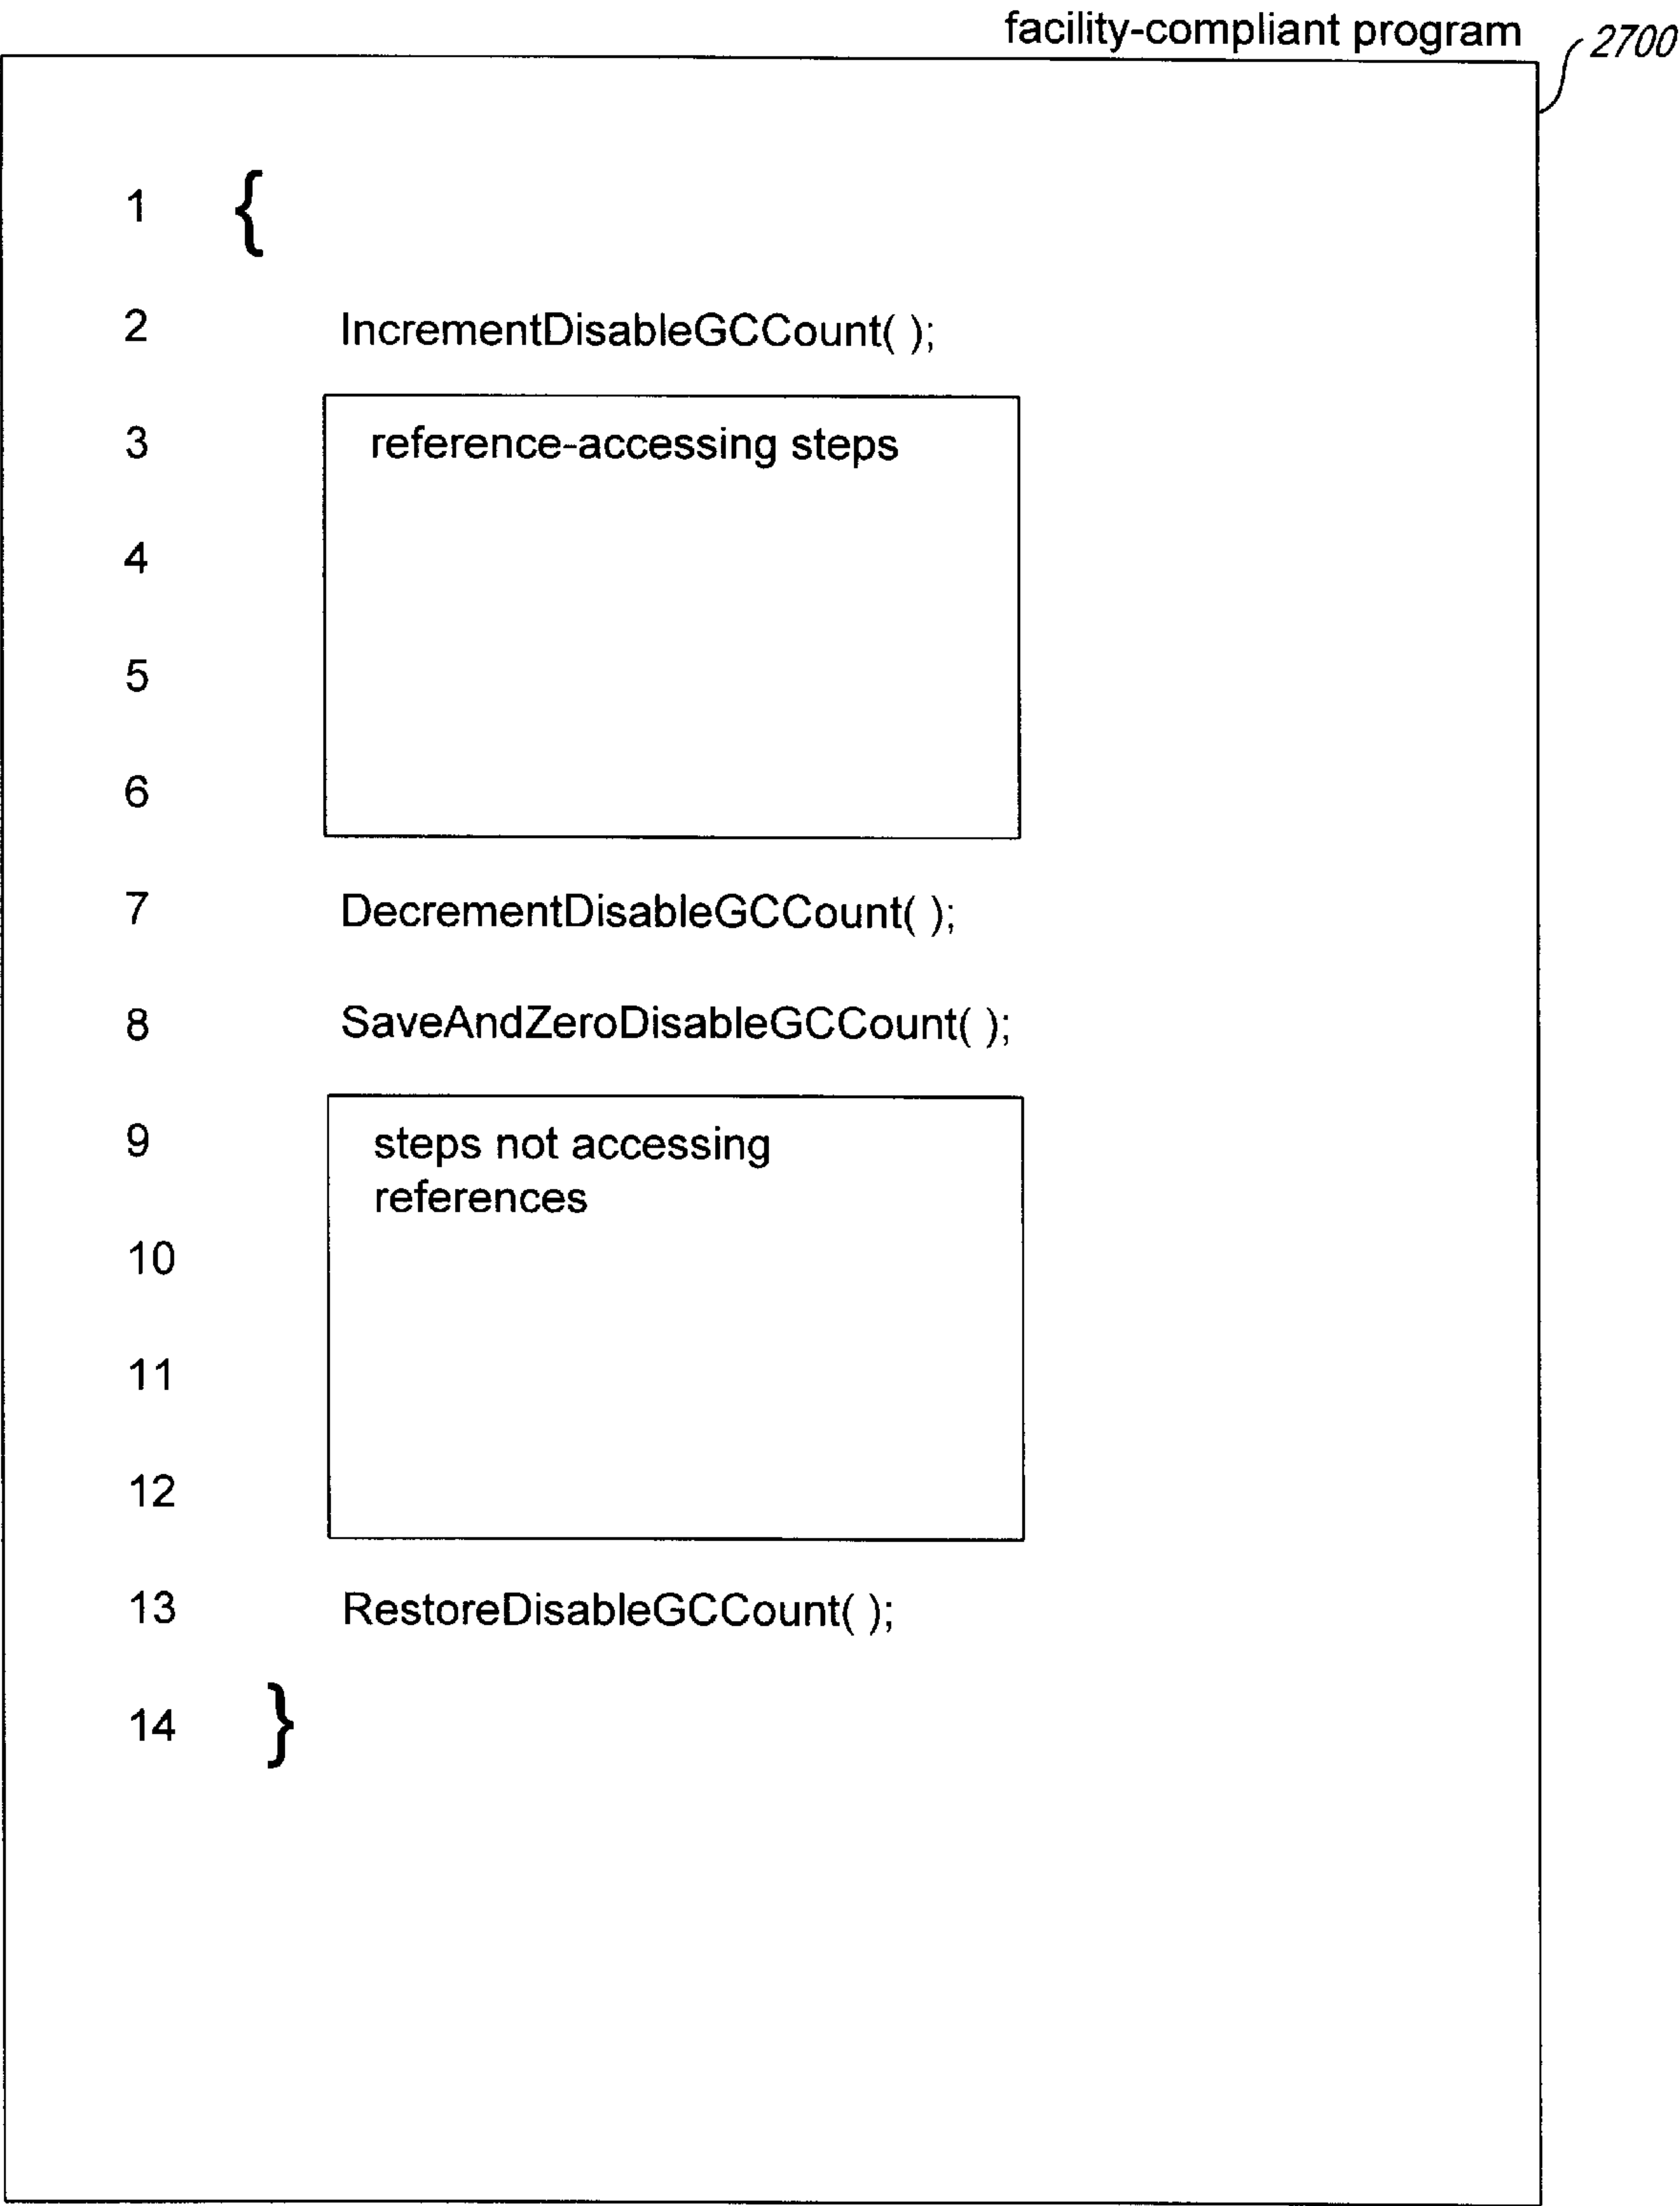 facility-compliant program
2700
1 {
2 IncrementDisableGCCount( );
3 reference-accessing steps
4
5
6
7 DecrementDisableGCCount( );
8 SaveAndZeroDisableGCCount( );
9 steps not accessing
references
10
11
12
13 RestoreDisableGCCount( );
14 }